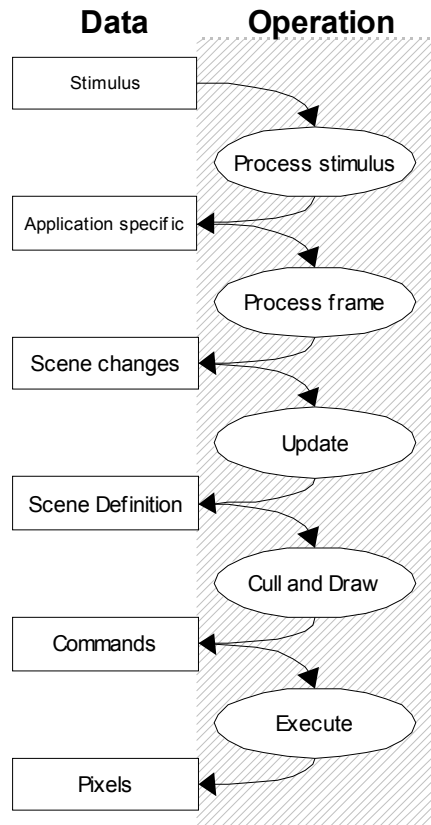 Data
Operation
Stimulus
Process stimulus
Application specific
Process frame
Scene changes
Update
Scene Definition
Cull and Draw
Commands
Execute
Pixels